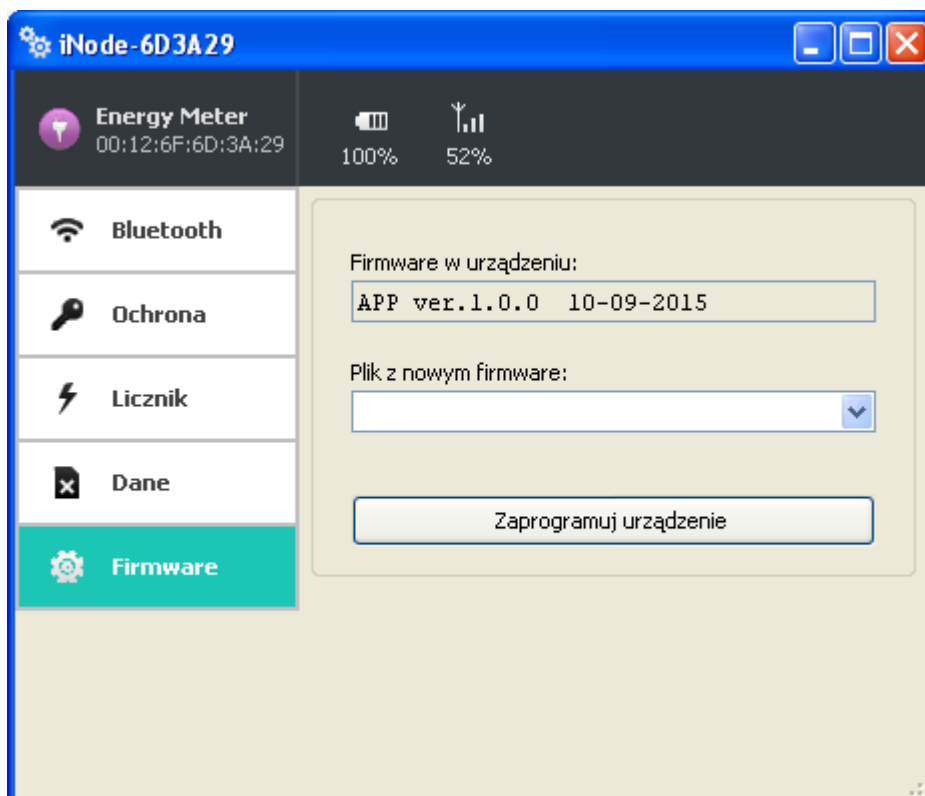 iNode-6D3A29
Energy Meter
00:12:6F:6D:3A:29
100%
52%
Bluetooth
Ochrona
Licznik
Dane
Firmware
Firmware w urządzeniu:
APP ver.1.0.0  10-09-2015
Plik z nowym firmware:
Zaprogramuj urządzenie